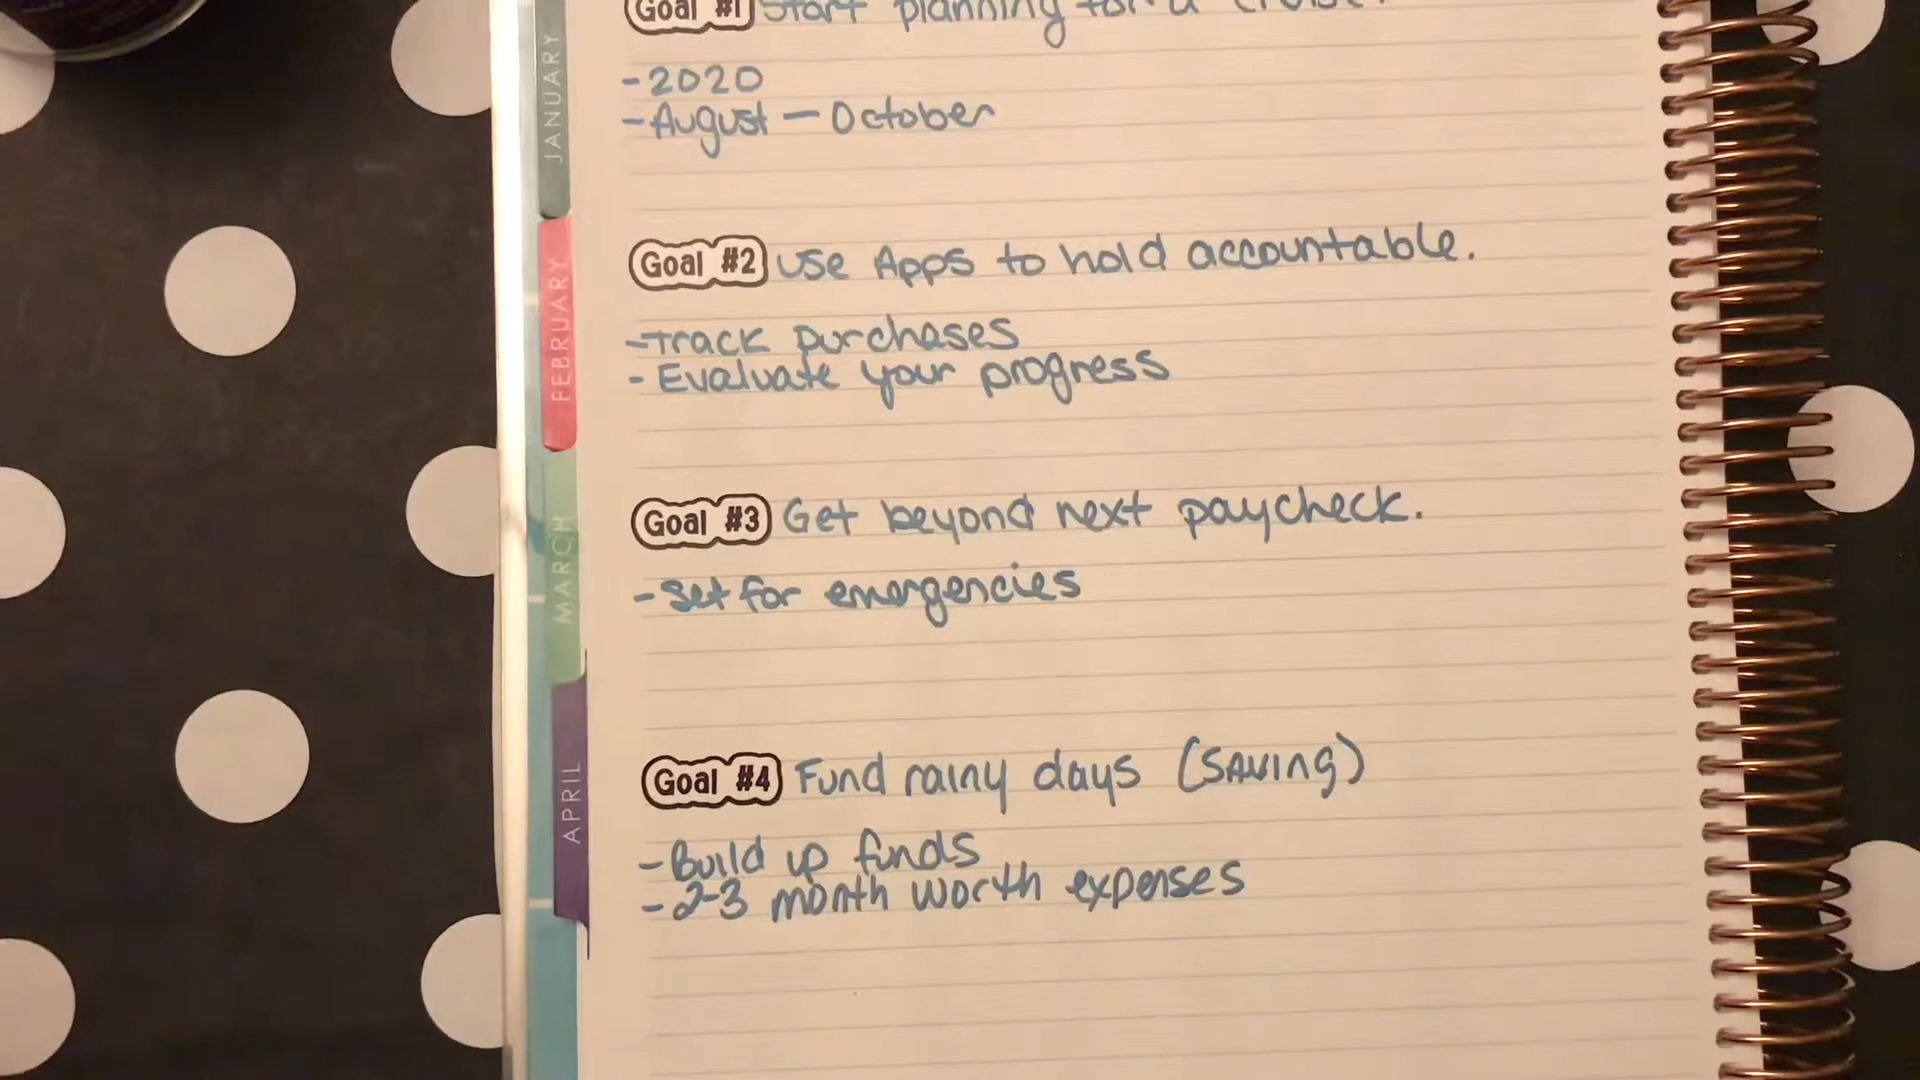 Goal #1 Start planning for a cruise.
-2020
-August - October
Goal #2 Use Apps to hold accountable.
-Track purchases
- Evaluate your progress
Goal #3 Get beyond next paycheck.
-Set for emergencies
Goal #4 Fund rainy days (SAVING)
-Build up funds
-2-3 month worth expenses
JANUARY
FEBRUARY
MARCH
APRIL